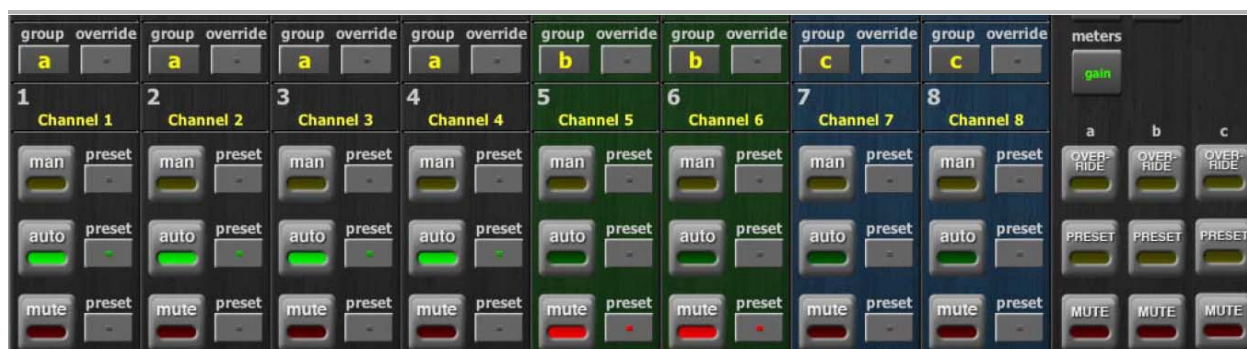 group override group override group override group override group override group override group override group override
meters
a a a a b b c c
gain
1 2 3 4 5 6 7 8
Channel 1 Channel 2 Channel 3 Channel 4 Channel 5 Channel 6 Channel 7 Channel 8
a b c
man preset man preset man preset man preset man preset man preset man preset man preset
OVER- OVER- OVER-
RIDE RIDE RIDE
auto preset auto preset auto preset auto preset auto preset auto preset auto preset auto preset
PRESET PRESET PRESET
mute preset mute preset mute preset mute preset mute preset mute preset mute preset mute preset
MUTE MUTE MUTE